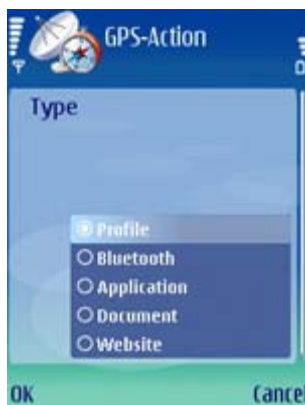 GPS-Action
Type
Profile
Bluetooth
Application
Document
Website
OK Cancel